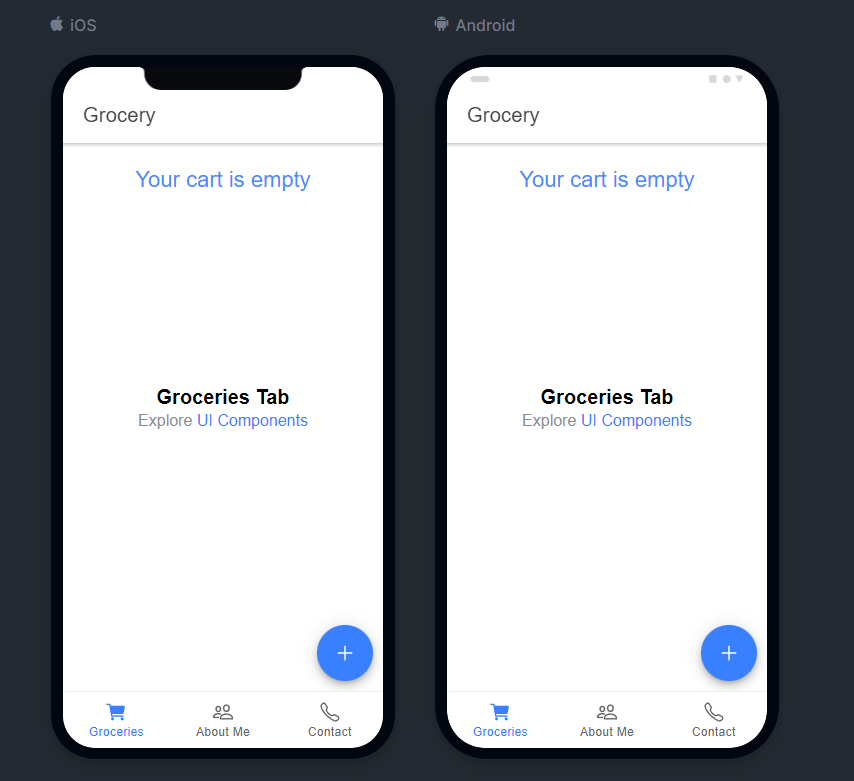 iOS
Grocery
Your cart is empty
Groceries Tab
Explore UI Components
Groceries
About Me
Contact
Android
Grocery
Your cart is empty
Groceries Tab
Explore UI Components
Groceries
About Me
Contact